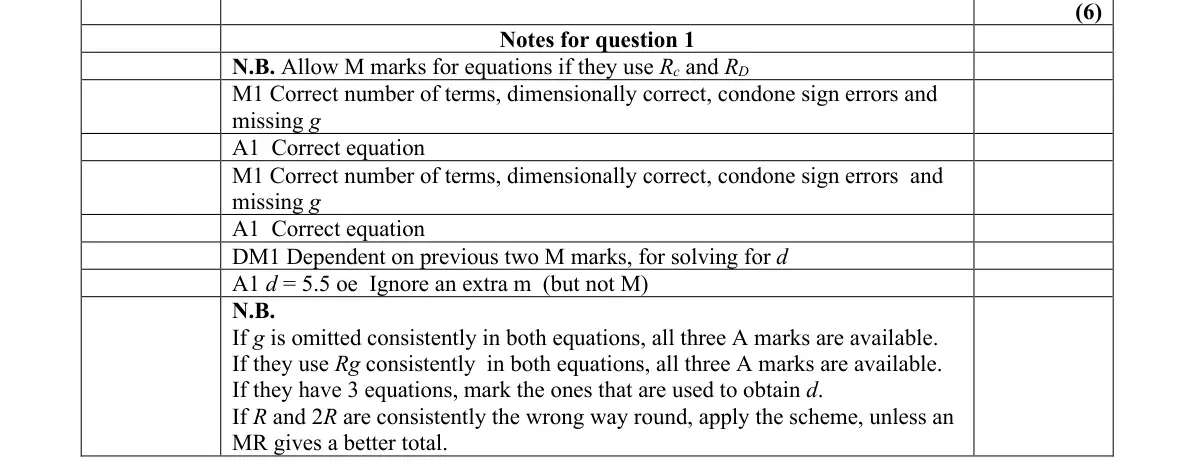 (6)
Notes for question 1
N.B. Allow M marks for equations if they use Rc and RD
M1 Correct number of terms, dimensionally correct, condone sign errors and
missing g
A1 Correct equation
M1 Correct number of terms, dimensionally correct, condone sign errors and
missing g
A1 Correct equation
DM1 Dependent on previous two M marks, for solving for d
A1 d = 5.5 oe Ignore an extra m (but not M)
N.B.
If g is omitted consistently in both equations, all three A marks are available.
If they use Rg consistently in both equations, all three A marks are available.
If they have 3 equations, mark the ones that are used to obtain d.
If R and 2R are consistently the wrong way round, apply the scheme, unless an
MR gives a better total.